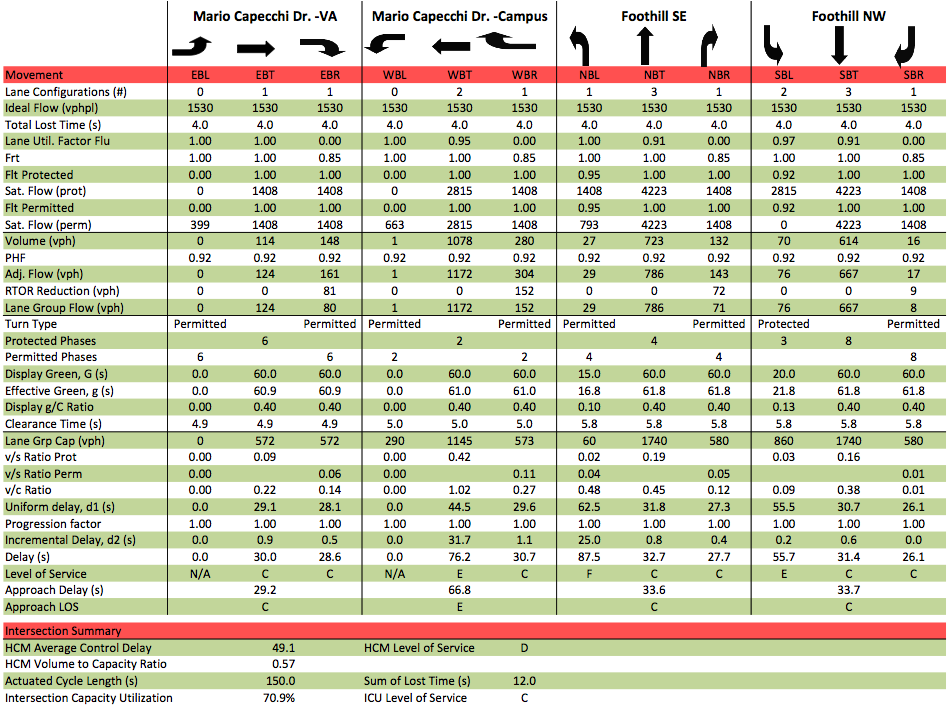 Mario Capecchi Dr. -VA Mario Capecchi Dr. -Campus Foothill SE Foothill NW
Movement EBL EBT EBR WBL WBT WBR NBL NBT NBR SBL SBT SBR
Lane Configurations (#) 0 1 1 0 2 1 1 3 1 2 3 1
Ideal Flow (vphpl) 1530 1530 1530 1530 1530 1530 1530 1530 1530 1530 1530 1530
Total Lost Time (s) 4.0 4.0 4.0 4.0 4.0 4.0 4.0 4.0 4.0 4.0 4.0 4.0
Lane Util. Factor Flu 1.00 1.00 0.00 1.00 0.95 0.00 1.00 0.91 0.00 0.97 0.91 0.00
Frt 1.00 1.00 0.85 1.00 1.00 0.85 1.00 1.00 0.85 1.00 1.00 0.85
Flt Protected 0.00 1.00 1.00 0.00 1.00 1.00 0.95 1.00 1.00 0.92 1.00 1.00
Sat. Flow (prot) 0 1408 1408 0 2815 1408 1408 4223 1408 2815 4223 1408
Flt Permitted 0.00 1.00 1.00 0.00 1.00 1.00 0.95 1.00 1.00 0.92 1.00 1.00
Sat. Flow (perm) 399 1408 1408 663 2815 1408 793 4223 1408 0 4223 1408
Volume (vph) 0 114 148 1 1078 280 27 723 132 70 614 16
PHF 0.92 0.92 0.92 0.92 0.92 0.92 0.92 0.92 0.92 0.92 0.92 0.92
Adj. Flow (vph) 0 124 161 1 1172 304 29 786 143 76 667 17
RTOR Reduction (vph) 0 0 81 0 0 152 0 0 72 0 0 9
Lane Group Flow (vph) 0 124 80 1 1172 152 29 786 71 76 667 8
Turn Type Permitted Permitted Permitted Permitted Permitted Permitted Protected Permitted
Protected Phases 6 2 4 3 8
Permitted Phases 6 6 2 2 4 4 8
Display Green, G (s) 0.0 60.0 60.0 0.0 60.0 60.0 15.0 60.0 60.0 20.0 60.0 60.0
Effective Green, g (s) 0.0 60.9 60.9 0.0 61.0 61.0 16.8 61.8 61.8 21.8 61.8 61.8
Display g/C Ratio 0.00 0.40 0.40 0.00 0.40 0.40 0.10 0.40 0.40 0.13 0.40 0.40
Clearance Time (s) 4.9 4.9 4.9 5.0 5.0 5.0 5.8 5.8 5.8 5.8 5.8 5.8
Lane Grp Cap (vph) 0 572 572 290 1145 573 60 1740 580 860 1740 580
v/s Ratio Prot 0.00 0.09 0.00 0.42 0.02 0.19 0.03 0.16
v/s Ratio Perm 0.00 0.06 0.00 0.11 0.04 0.05 0.01
v/c Ratio 0.00 0.22 0.14 0.00 1.02 0.27 0.48 0.45 0.12 0.09 0.38 0.01
Uniform delay, d1 (s) 0.0 29.1 28.1 0.0 44.5 29.6 62.5 31.8 27.3 55.5 30.7 26.1
Progression factor 1.00 1.00 1.00 1.00 1.00 1.00 1.00 1.00 1.00 1.00 1.00 1.00
Incremental Delay, d2 (s) 0.0 0.9 0.5 0.0 31.7 1.1 25.0 0.8 0.4 0.2 0.6 0.0
Delay (s) 0.0 30.0 28.6 0.0 76.2 30.7 87.5 32.7 27.7 55.7 31.4 26.1
Level of Service N/A C C N/A E C F C C E C C
Approach Delay (s) 29.2 66.8 33.6 33.7
Approach LOS C E C C
Intersection Summary
HCM Average Control Delay 49.1 HCM Level of Service D
HCM Volume to Capacity Ratio 0.57
Actuated Cycle Length (s) 150.0 Sum of Lost Time (s) 12.0
Intersection Capacity Utilization 70.9% ICU Level of Service C